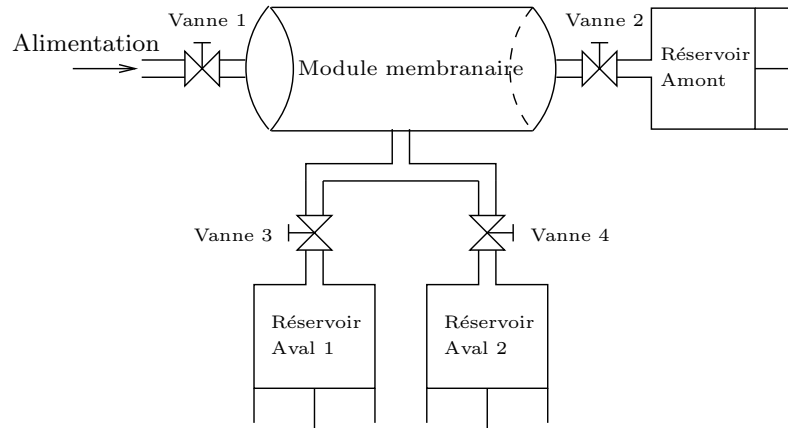 Vanne 1
Vanne 2
Alimentation
Module membranaire
Réservoir
Amont
Vanne 3
Vanne 4
Réservoir
Aval 1
Réservoir
Aval 2